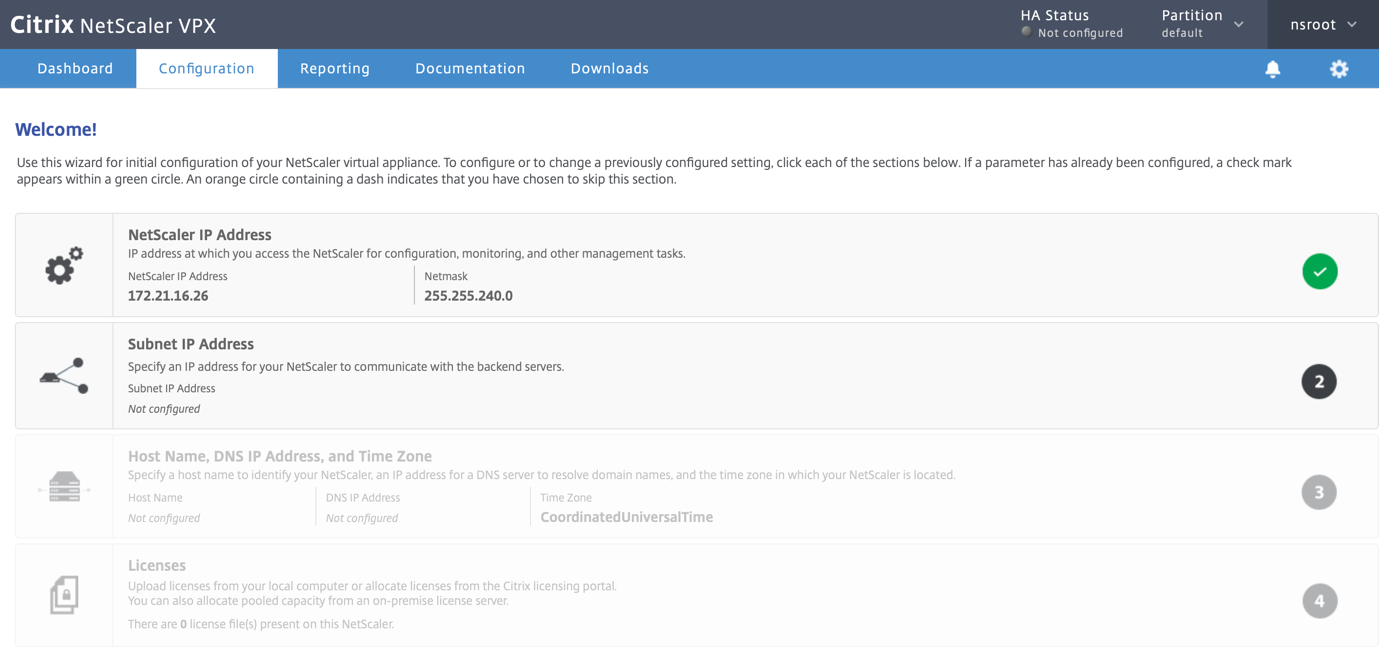 Citrix NetScaler VPX
HA Status
Not configured
Partition
default
nsroot
Dashboard
Configuration
Reporting
Documentation
Downloads
Welcome!
Use this wizard for initial configuration of your NetScaler virtual appliance. To configure or to change a previously configured setting, click each of the sections below. If a parameter has already been configured, a check mark
appears within a green circle. An orange circle containing a dash indicates that you have chosen to skip this section.
NetScaler IP Address
IP address at which you access the NetScaler for configuration, monitoring, and other management tasks.
NetScaler IP Address
172.21.16.26
Netmask
255.255.240.0
Subnet IP Address
Specify an IP address for your NetScaler to communicate with the backend servers.
Subnet IP Address
Not configured
2
Host Name, DNS IP Address, and Time Zone
Specify a host name to identify your NetScaler, an IP address for a DNS server to resolve domain names, and the time zone in which your NetScaler is located.
Host Name
Not configured
DNS IP Address
Not configured
Time Zone
CoordinatedUniversalTime
3
Licenses
Upload licenses from your local computer or allocate licenses from the Citrix licensing portal.
You can also allocate pooled capacity from an on-premise license server.
There are 0 license file(s) present on this NetScaler.
4